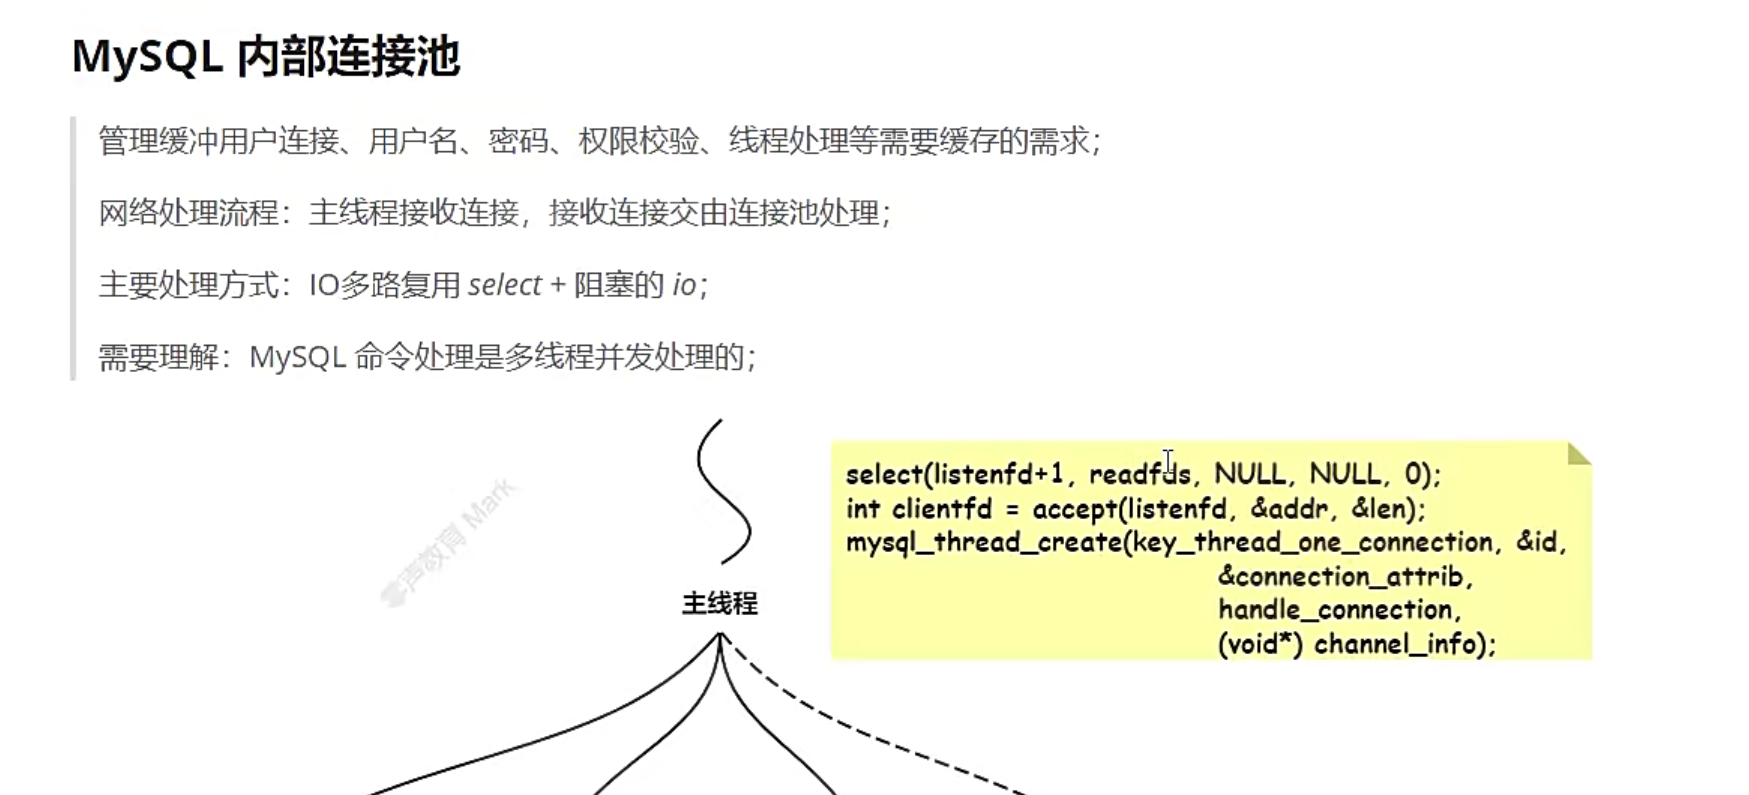 MySQL 内部连接池
管理缓冲用户连接、用户名、密码、权限校验、线程处理等需要缓存的需求；
网络处理流程：主线程接收连接，接收连接交由连接池处理；
主要处理方式：IO多路复用 select + 阻塞的 io；
需要理解：MySQL 命令处理是多线程并发处理的；
select(listenfd+1, readfds, NULL, NULL, 0);
int clientfd = accept(listenfd, &addr, &len);
mysql_thread_create(key_thread_one_connection, &id,
&connection_attrib,
handle_connection,
(void*) channel_info);
零声教育 Mark
主线程